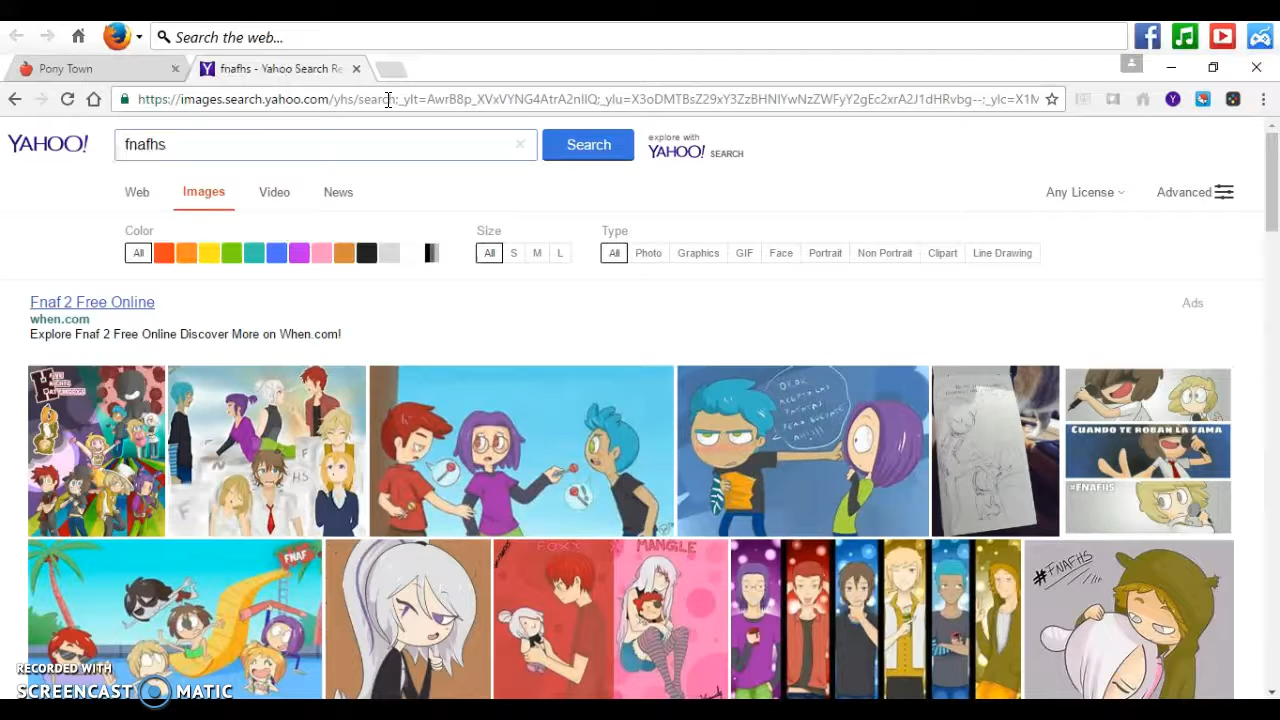 Search the web...
Pony Town
fnafhs - Yahoo Search Re
https://images.search.yahoo.com/yhs/search;_ylt=AwrB8p_XVxVYNG4AtrA2nIlQ;_ylu=X3oDMTBsZ29xY3ZzBHNlYwNzZWFyY2gEc2xrA2J1dHRvbg--;_ylc=X1M
YAHOO!
fnafhs
Search
explore with
YAHOO! SEARCH
Web
Images
Video
News
Any License
Advanced
Color
Size
Type
All
All
S
M
L
All
Photo
Graphics
GIF
Face
Portrait
Non Portrait
Clipart
Line Drawing
Fnaf 2 Free Online
Ads
when.com
Explore Fnaf 2 Free Online Discover More on When.com!
F
HS
F
CUANDO TE ROBAN LA FAMA
#FNAFHS
FNAF
FOXY
X
MANGLE
#FNAFHS
RECORDED WITH
SCREENCAST MATIC